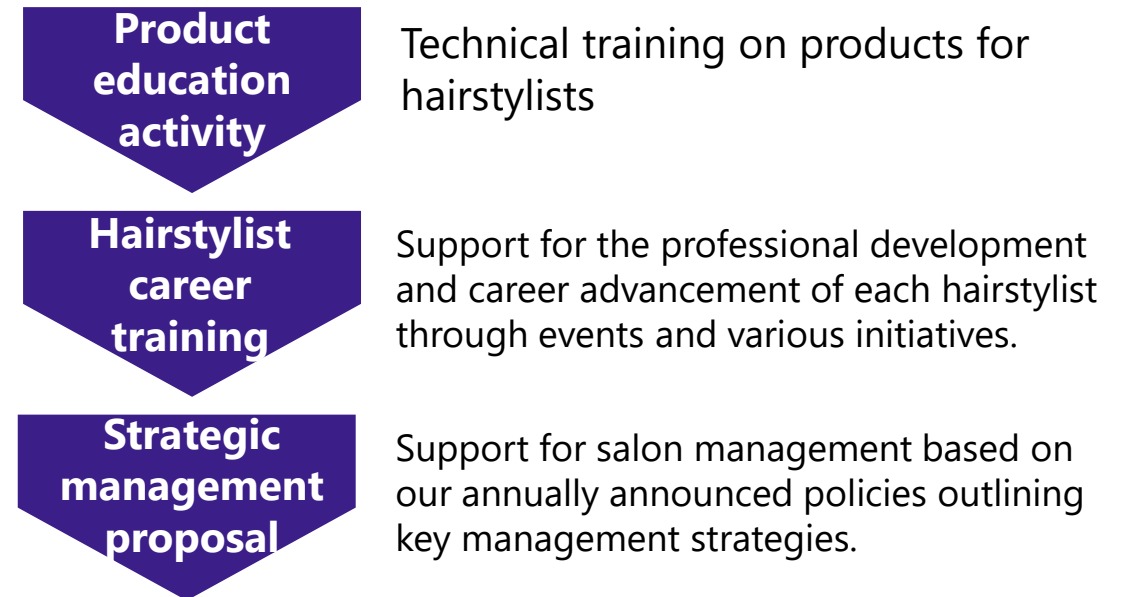 Product
education
activity
Technical training on products for
hairstylists
Hairstylist
career
training
Support for the professional development
and career advancement of each hairstylist
through events and various initiatives.
Strategic
management
proposal
Support for salon management based on
our annually announced policies outlining
key management strategies.